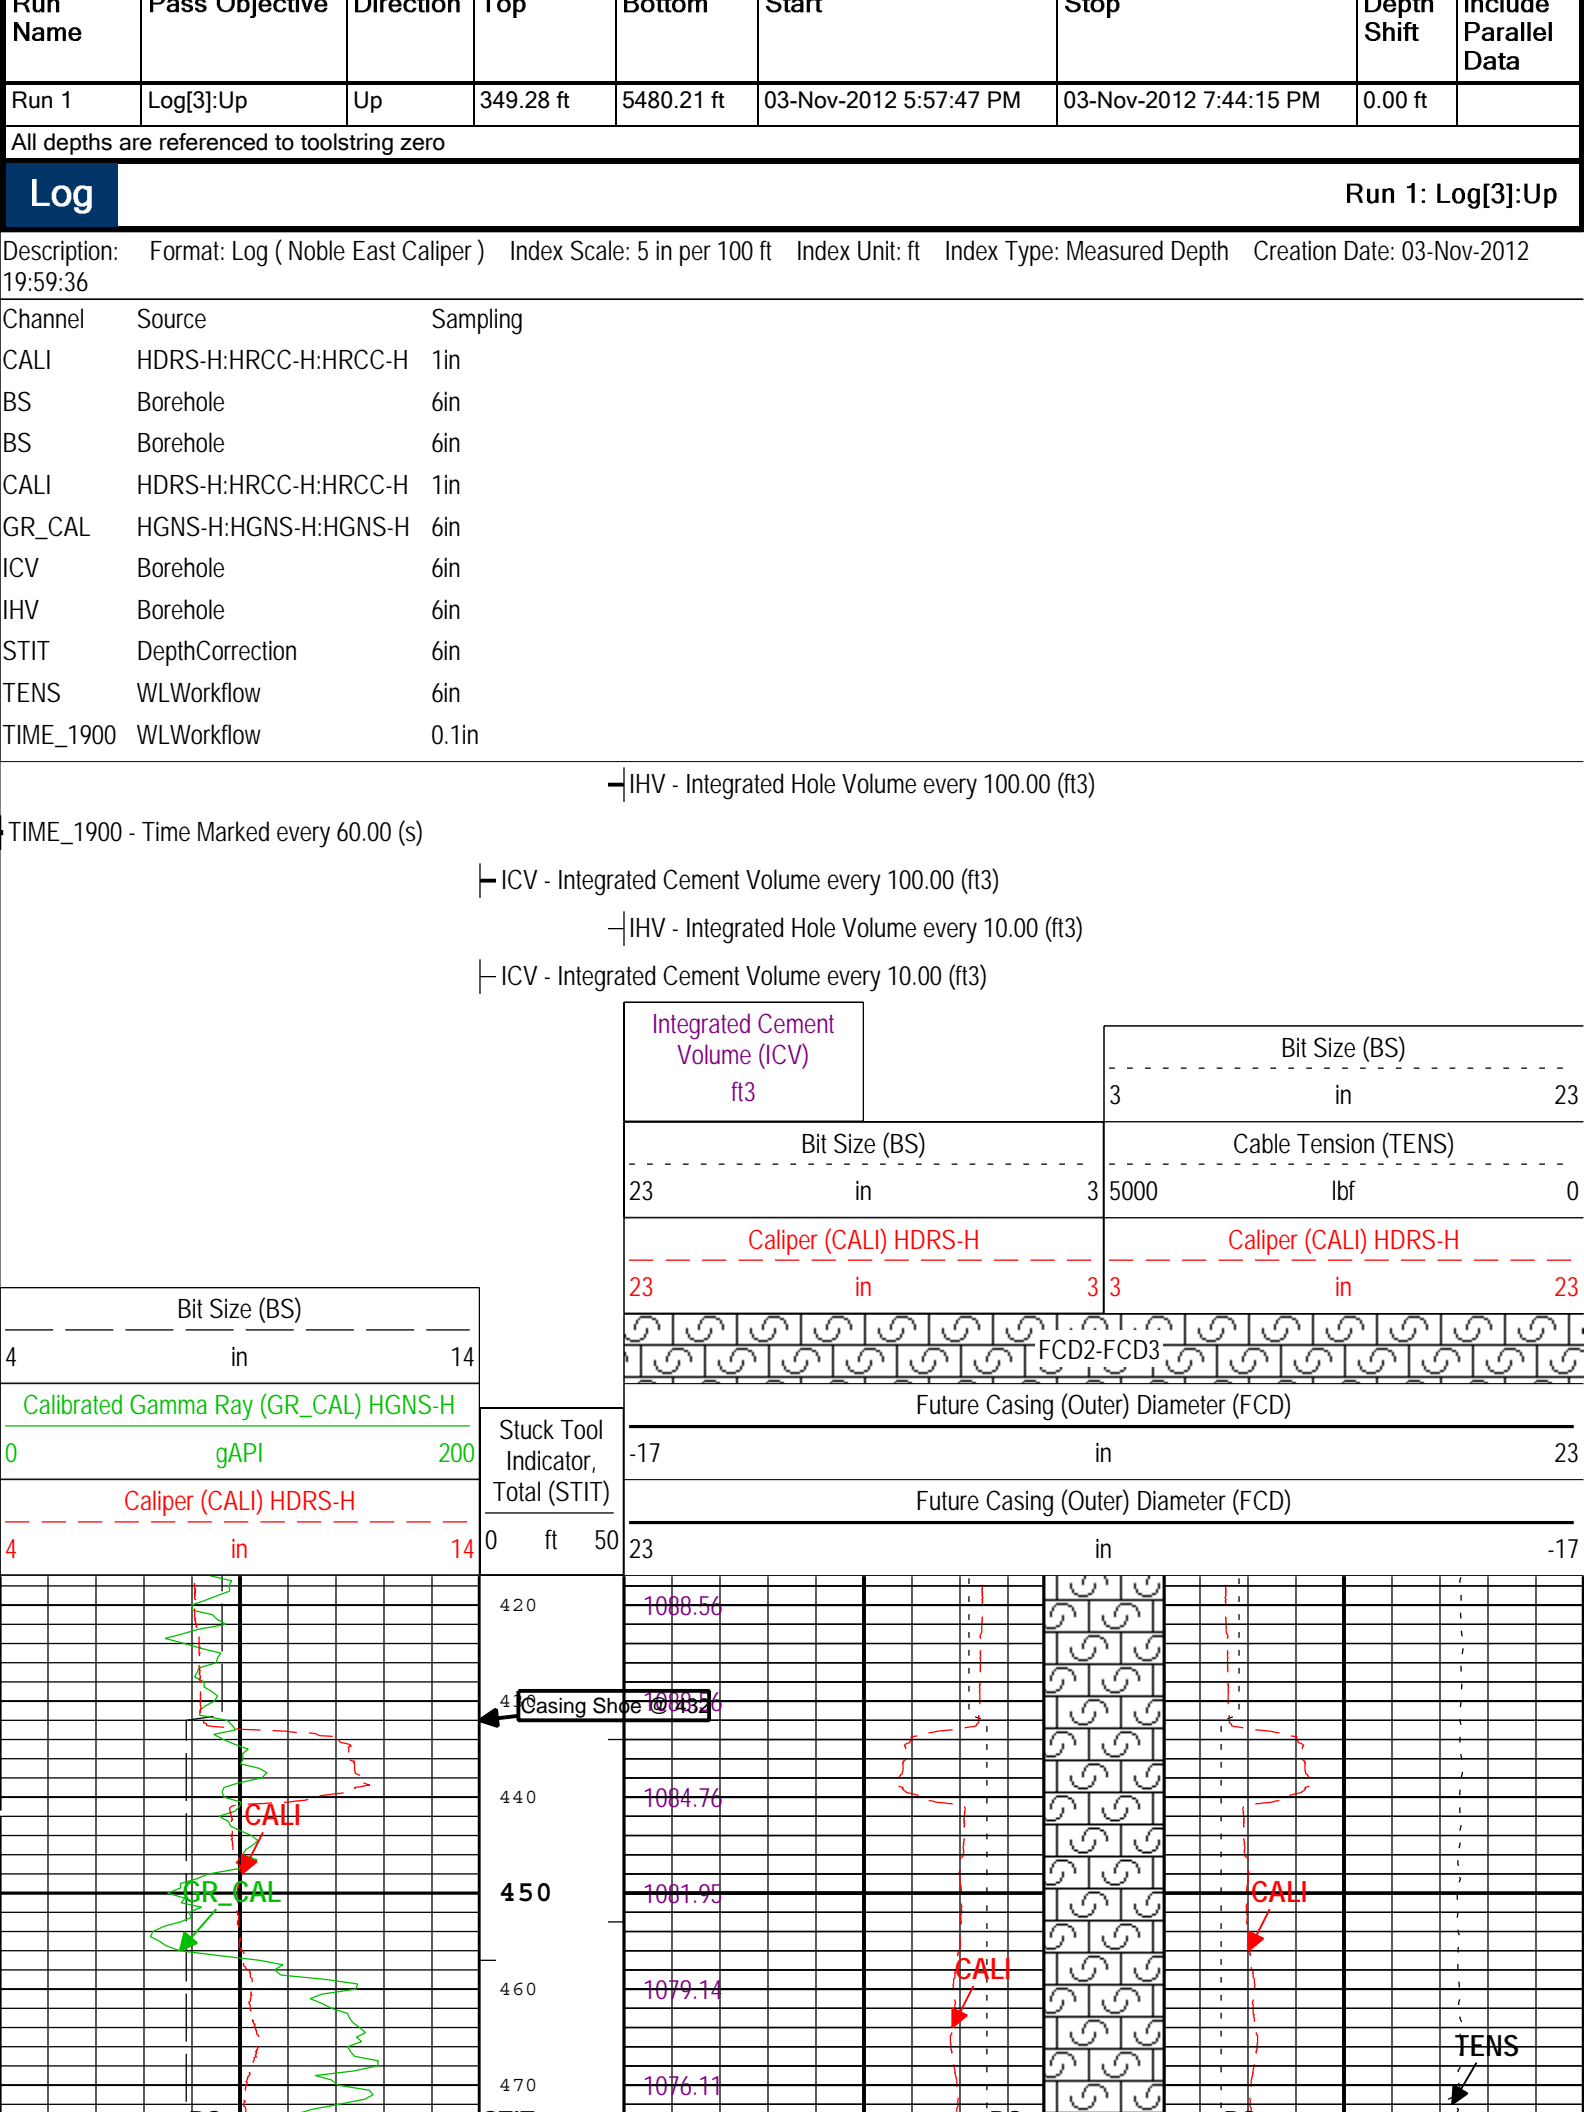 Run Name | Pass Objective | Direction | Top | Bottom | Start | Stop | Depth Shift | Include Parallel Data
Run 1 | Log[3]:Up | Up | 349.28 ft | 5480.21 ft | 03-Nov-2012 5:57:47 PM | 03-Nov-2012 7:44:15 PM | 0.00 ft
All depths are referenced to toolstring zero
Log
Run 1: Log[3]:Up
Description: Format: Log ( Noble East Caliper ) Index Scale: 5 in per 100 ft Index Unit: ft Index Type: Measured Depth Creation Date: 03-Nov-2012
19:59:36
Channel Source Sampling
CALI HDRS-H:HRCC-H:HRCC-H 1in
BS Borehole 6in
BS Borehole 6in
CALI HDRS-H:HRCC-H:HRCC-H 1in
GR_CAL HGNS-H:HGNS-H:HGNS-H 6in
ICV Borehole 6in
IHV Borehole 6in
STIT DepthCorrection 6in
TENS WLWorkflow 6in
TIME_1900 WLWorkflow 0.1in
IHV - Integrated Hole Volume every 100.00 (ft3)
TIME_1900 - Time Marked every 60.00 (s)
ICV - Integrated Cement Volume every 100.00 (ft3)
IHV - Integrated Hole Volume every 10.00 (ft3)
ICV - Integrated Cement Volume every 10.00 (ft3)
Integrated Cement
Volume (ICV)
ft3
Bit Size (BS)
3 in 23
Bit Size (BS)
23 in 3
Cable Tension (TENS)
5000 lbf 0
Caliper (CALI) HDRS-H
23 in 3
Caliper (CALI) HDRS-H
3 in 23
FCD2-FCD3
Bit Size (BS)
4 in 14
Calibrated Gamma Ray (GR_CAL) HGNS-H
0 gAPI 200
Caliper (CALI) HDRS-H
4 in 14
Stuck Tool
Indicator,
Total (STIT)
0 ft 50
Future Casing (Outer) Diameter (FCD)
-17 in 23
Future Casing (Outer) Diameter (FCD)
23 in -17
420 1088.56
430 1088.56
Casing Shoe @ 432
440 1084.76
CALI
GR_CAL
450 1081.95
CALI
CALI
460 1079.14
TENS
470 1076.11